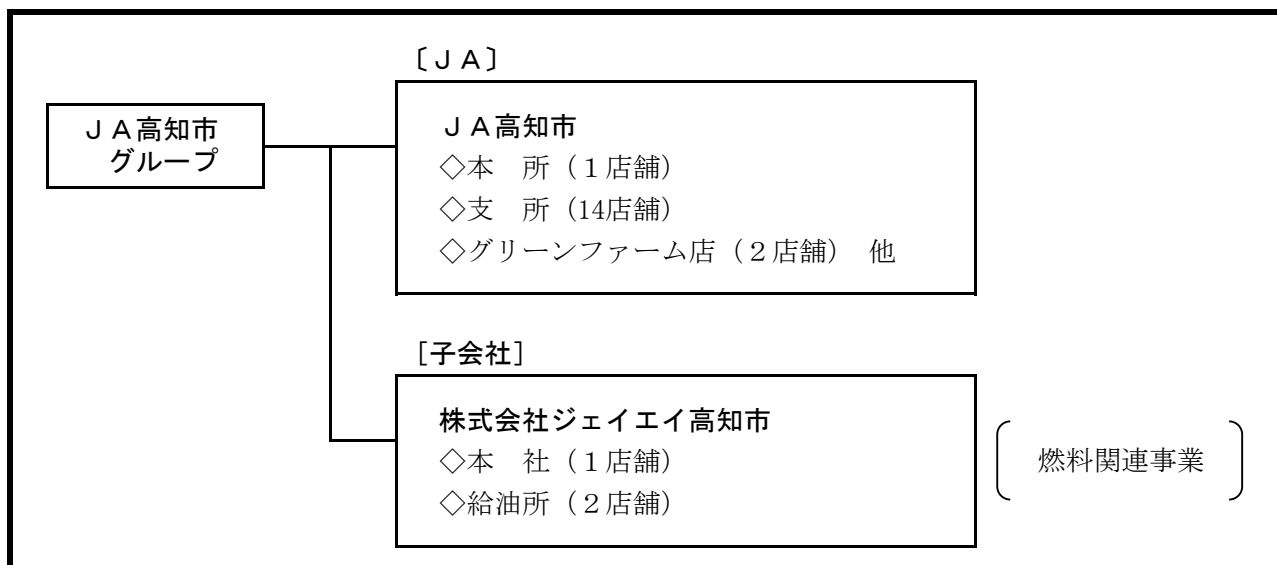 〔ＪＡ〕
ＪＡ高知市
グループ
ＪＡ高知市
◇本　所（１店舗）
◇支　所（14店舗）
◇グリーンファーム店（２店舗）　他
［子会社］
株式会社ジェイエイ高知市
◇本　社（１店舗）
◇給油所（２店舗）
燃料関連事業